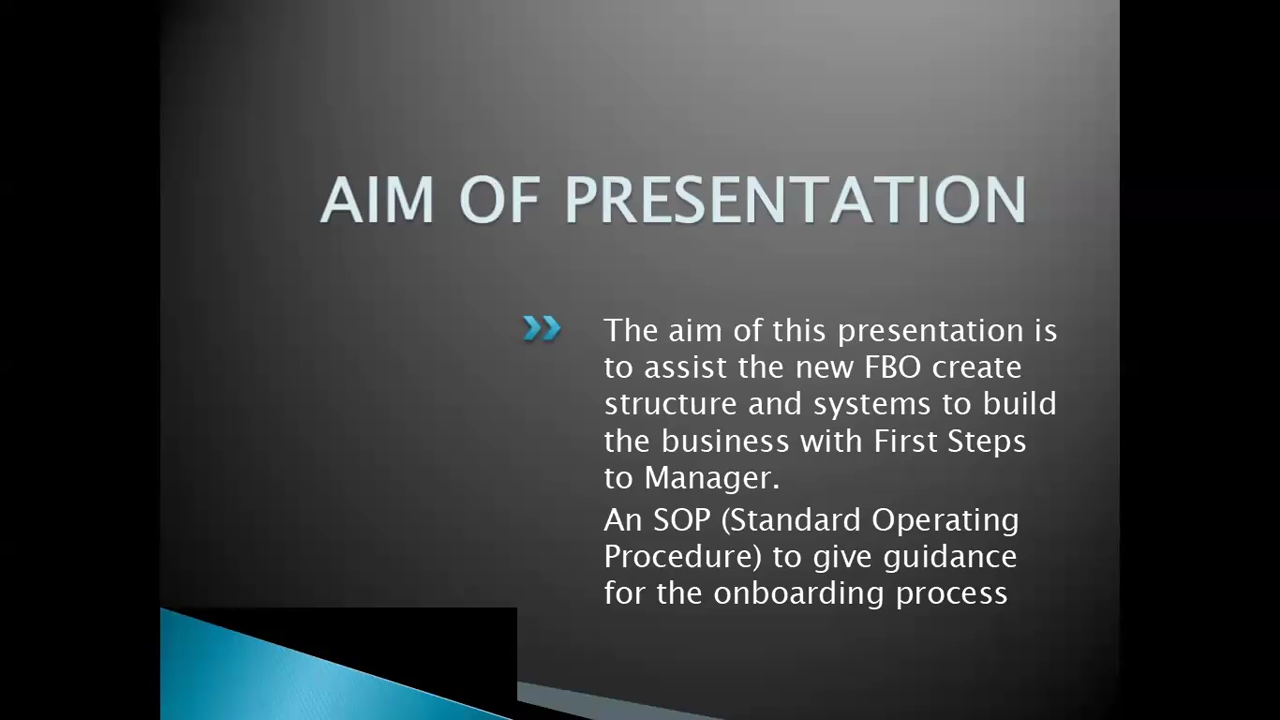 AIM OF PRESENTATION
The aim of this presentation is
to assist the new FBO create
structure and systems to build
the business with First Steps
to Manager.
An SOP (Standard Operating
Procedure) to give guidance
for the onboarding process